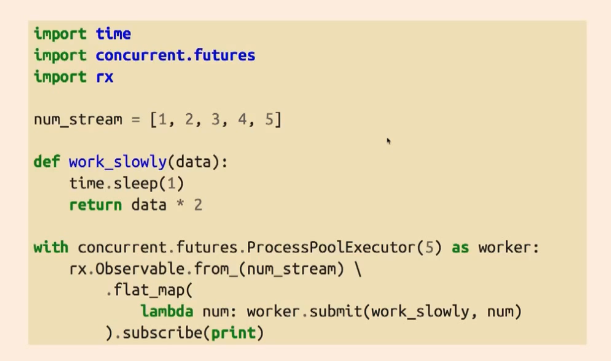 import time
import concurrent.futures
import rx
num_stream = [1, 2, 3, 4, 5]
def work_slowly(data):
    time.sleep(1)
    return data * 2
with concurrent.futures.ProcessPoolExecutor(5) as worker:
    rx.Observable.from_(num_stream) \
        .flat_map(
            lambda num: worker.submit(work_slowly, num)
        ).subscribe(print)